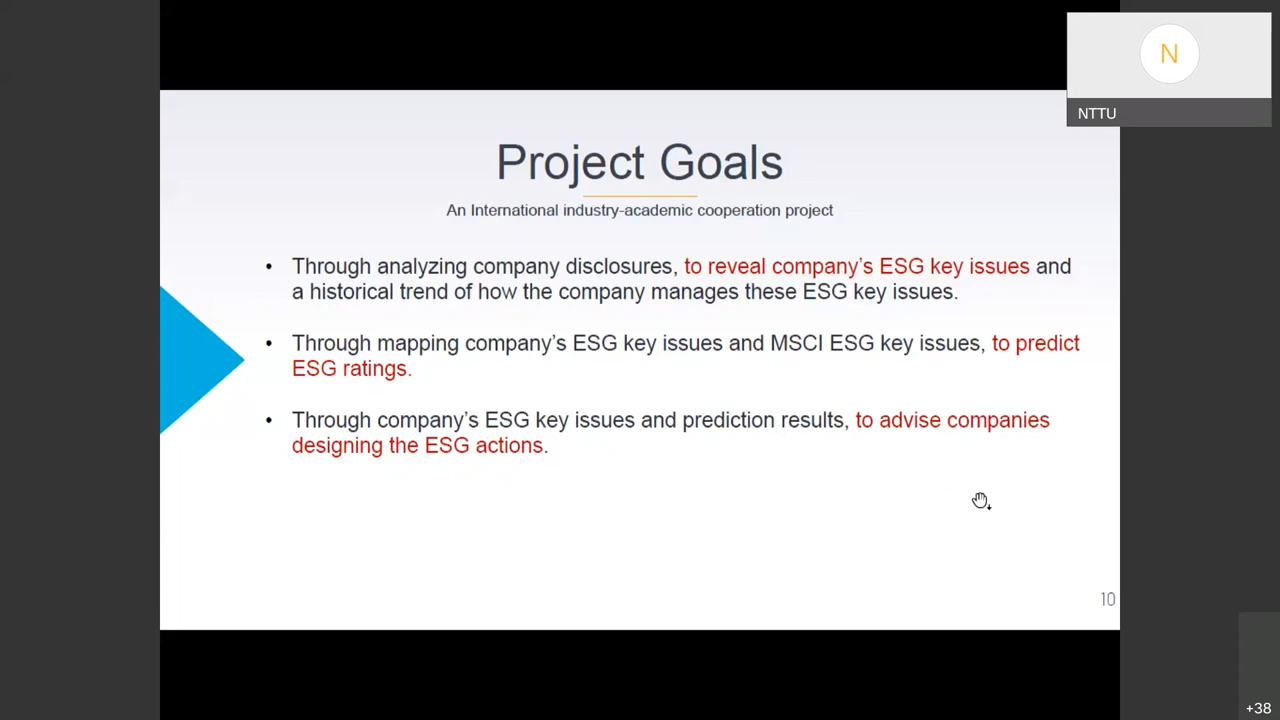 N
NTTU
Project Goals
An International industry-academic cooperation project
• Through analyzing company disclosures, to reveal company's ESG key issues and
a historical trend of how the company manages these ESG key issues.
• Through mapping company's ESG key issues and MSCI ESG key issues, to predict
ESG ratings.
• Through company's ESG key issues and prediction results, to advise companies
designing the ESG actions.
10
+38